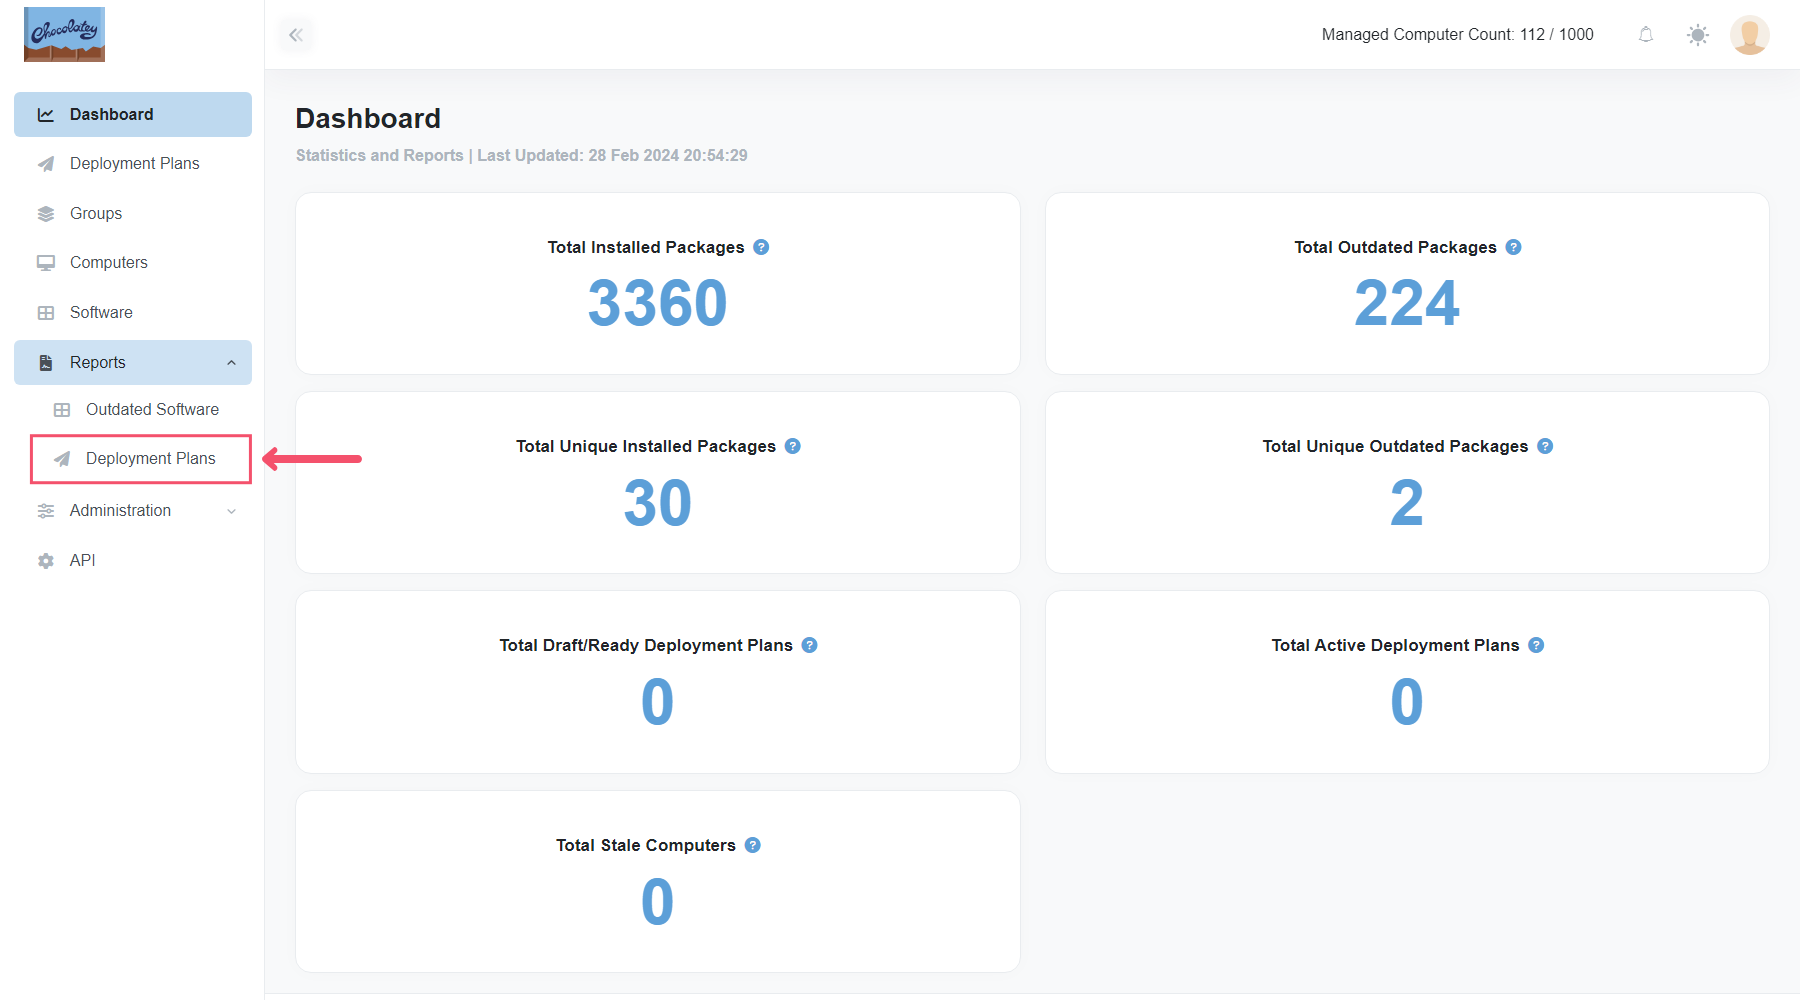 Chocolatey
Managed Computer Count: 112 / 1000
Dashboard
Deployment Plans
Groups
Computers
Software
Reports
Outdated Software
Deployment Plans
Administration
API
Dashboard
Statistics and Reports | Last Updated: 28 Feb 2024 20:54:29
Total Installed Packages ?
3360
Total Outdated Packages ?
224
Total Unique Installed Packages ?
30
Total Unique Outdated Packages ?
2
Total Draft/Ready Deployment Plans ?
0
Total Active Deployment Plans ?
0
Total Stale Computers ?
0